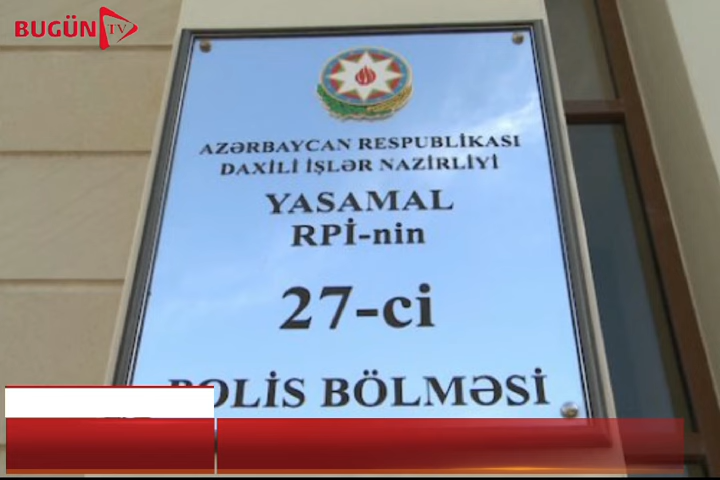 BUGÜN TV
AZƏRBAYCAN RESPUBLİKASI
DAXİLİ İŞLƏR NAZİRLİYİ
YASAMAL
RPİ-nin
27-ci
POLİS BÖLMƏSİ